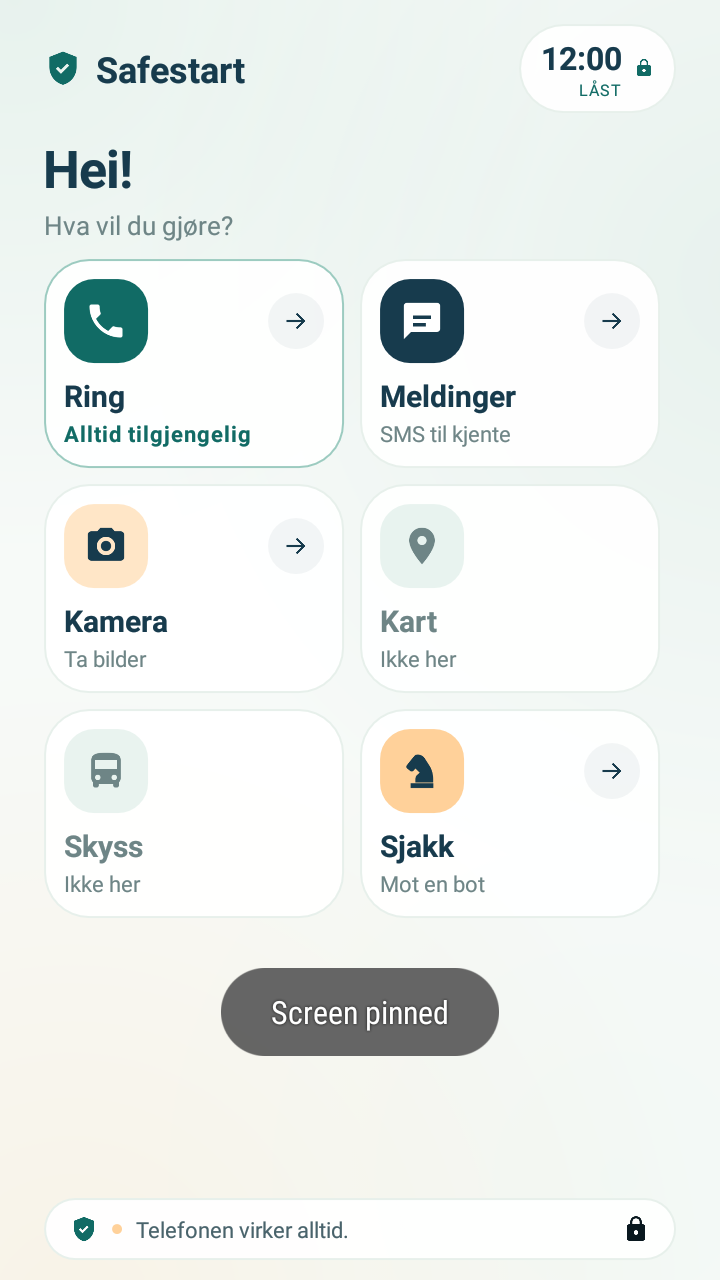 Safestart
12:00
LÅST
Hei!
Hva vil du gjøre?
Ring
Alltid tilgjengelig
Meldinger
SMS til kjente
Kamera
Ta bilder
Kart
Ikke her
Skyss
Ikke her
Sjakk
Mot en bot
Screen pinned
Telefonen virker alltid.